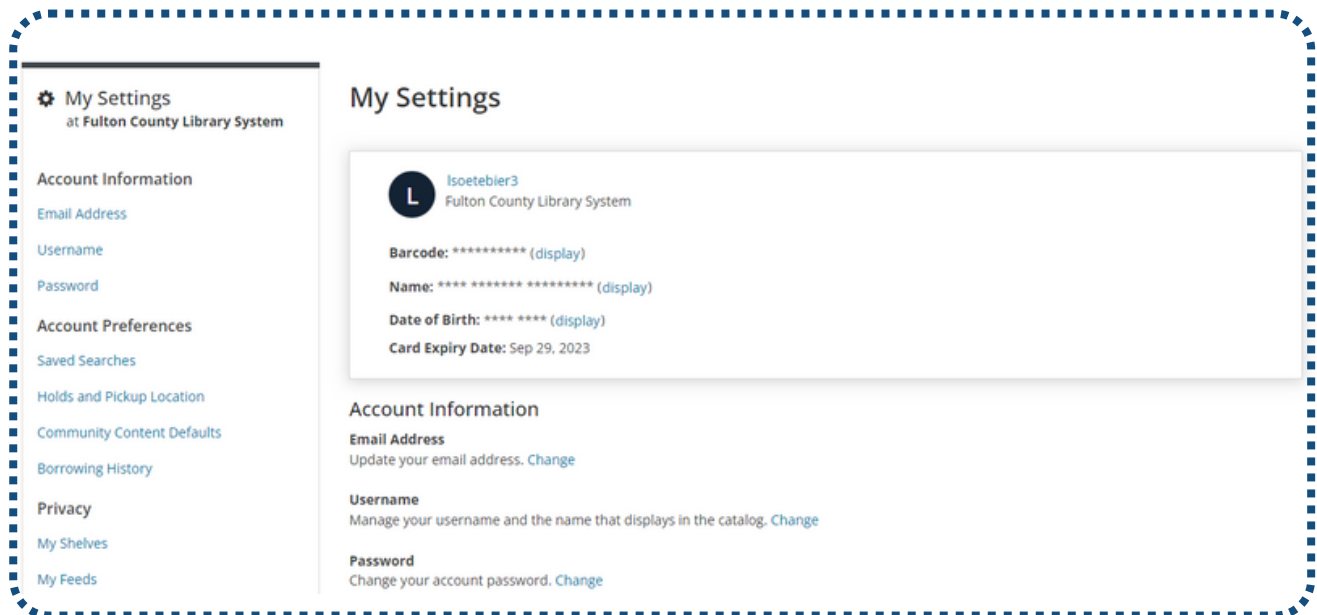 My Settings
at Fulton County Library System
Account Information
Email Address
Username
Password
Account Preferences
Saved Searches
Holds and Pickup Location
Community Content Defaults
Borrowing History
Privacy
My Shelves
My Feeds
My Settings
L
lsoetebier3
Fulton County Library System
Barcode: ********** (display)
Name: **** ******* ********* (display)
Date of Birth: **** **** (display)
Card Expiry Date: Sep 29, 2023
Account Information
Email Address
Update your email address. Change
Username
Manage your username and the name that displays in the catalog. Change
Password
Change your account password. Change